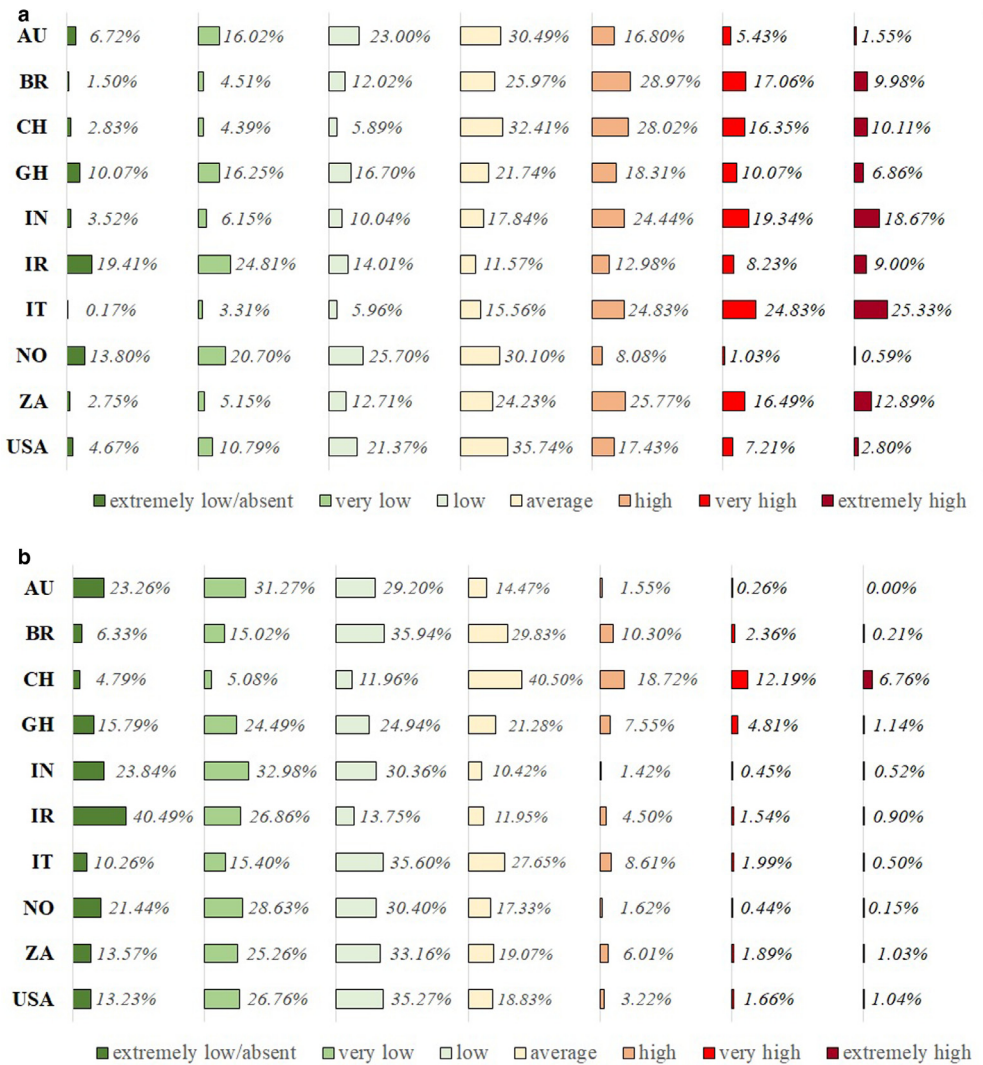 a
AU 6.72% 16.02% 23.00% 30.49% 16.80% 5.43% 1.55%
BR 1.50% 4.51% 12.02% 25.97% 28.97% 17.06% 9.98%
CH 2.83% 4.39% 5.89% 32.41% 28.02% 16.35% 10.11%
GH 10.07% 16.25% 16.70% 21.74% 18.31% 10.07% 6.86%
IN 3.52% 6.15% 10.04% 17.84% 24.44% 19.34% 18.67%
IR 19.41% 24.81% 14.01% 11.57% 12.98% 8.23% 9.00%
IT 0.17% 3.31% 5.96% 15.56% 24.83% 24.83% 25.33%
NO 13.80% 20.70% 25.70% 30.10% 8.08% 1.03% 0.59%
ZA 2.75% 5.15% 12.71% 24.23% 25.77% 16.49% 12.89%
USA 4.67% 10.79% 21.37% 35.74% 17.43% 7.21% 2.80%
extremely low/absent very low low average high very high extremely high
b
AU 23.26% 31.27% 29.20% 14.47% 1.55% 0.26% 0.00%
BR 6.33% 15.02% 35.94% 29.83% 10.30% 2.36% 0.21%
CH 4.79% 5.08% 11.96% 40.50% 18.72% 12.19% 6.76%
GH 15.79% 24.49% 24.94% 21.28% 7.55% 4.81% 1.14%
IN 23.84% 32.98% 30.36% 10.42% 1.42% 0.45% 0.52%
IR 40.49% 26.86% 13.75% 11.95% 4.50% 1.54% 0.90%
IT 10.26% 15.40% 35.60% 27.65% 8.61% 1.99% 0.50%
NO 21.44% 28.63% 30.40% 17.33% 1.62% 0.44% 0.15%
ZA 13.57% 25.26% 33.16% 19.07% 6.01% 1.89% 1.03%
USA 13.23% 26.76% 35.27% 18.83% 3.22% 1.66% 1.04%
extremely low/absent very low low average high very high extremely high